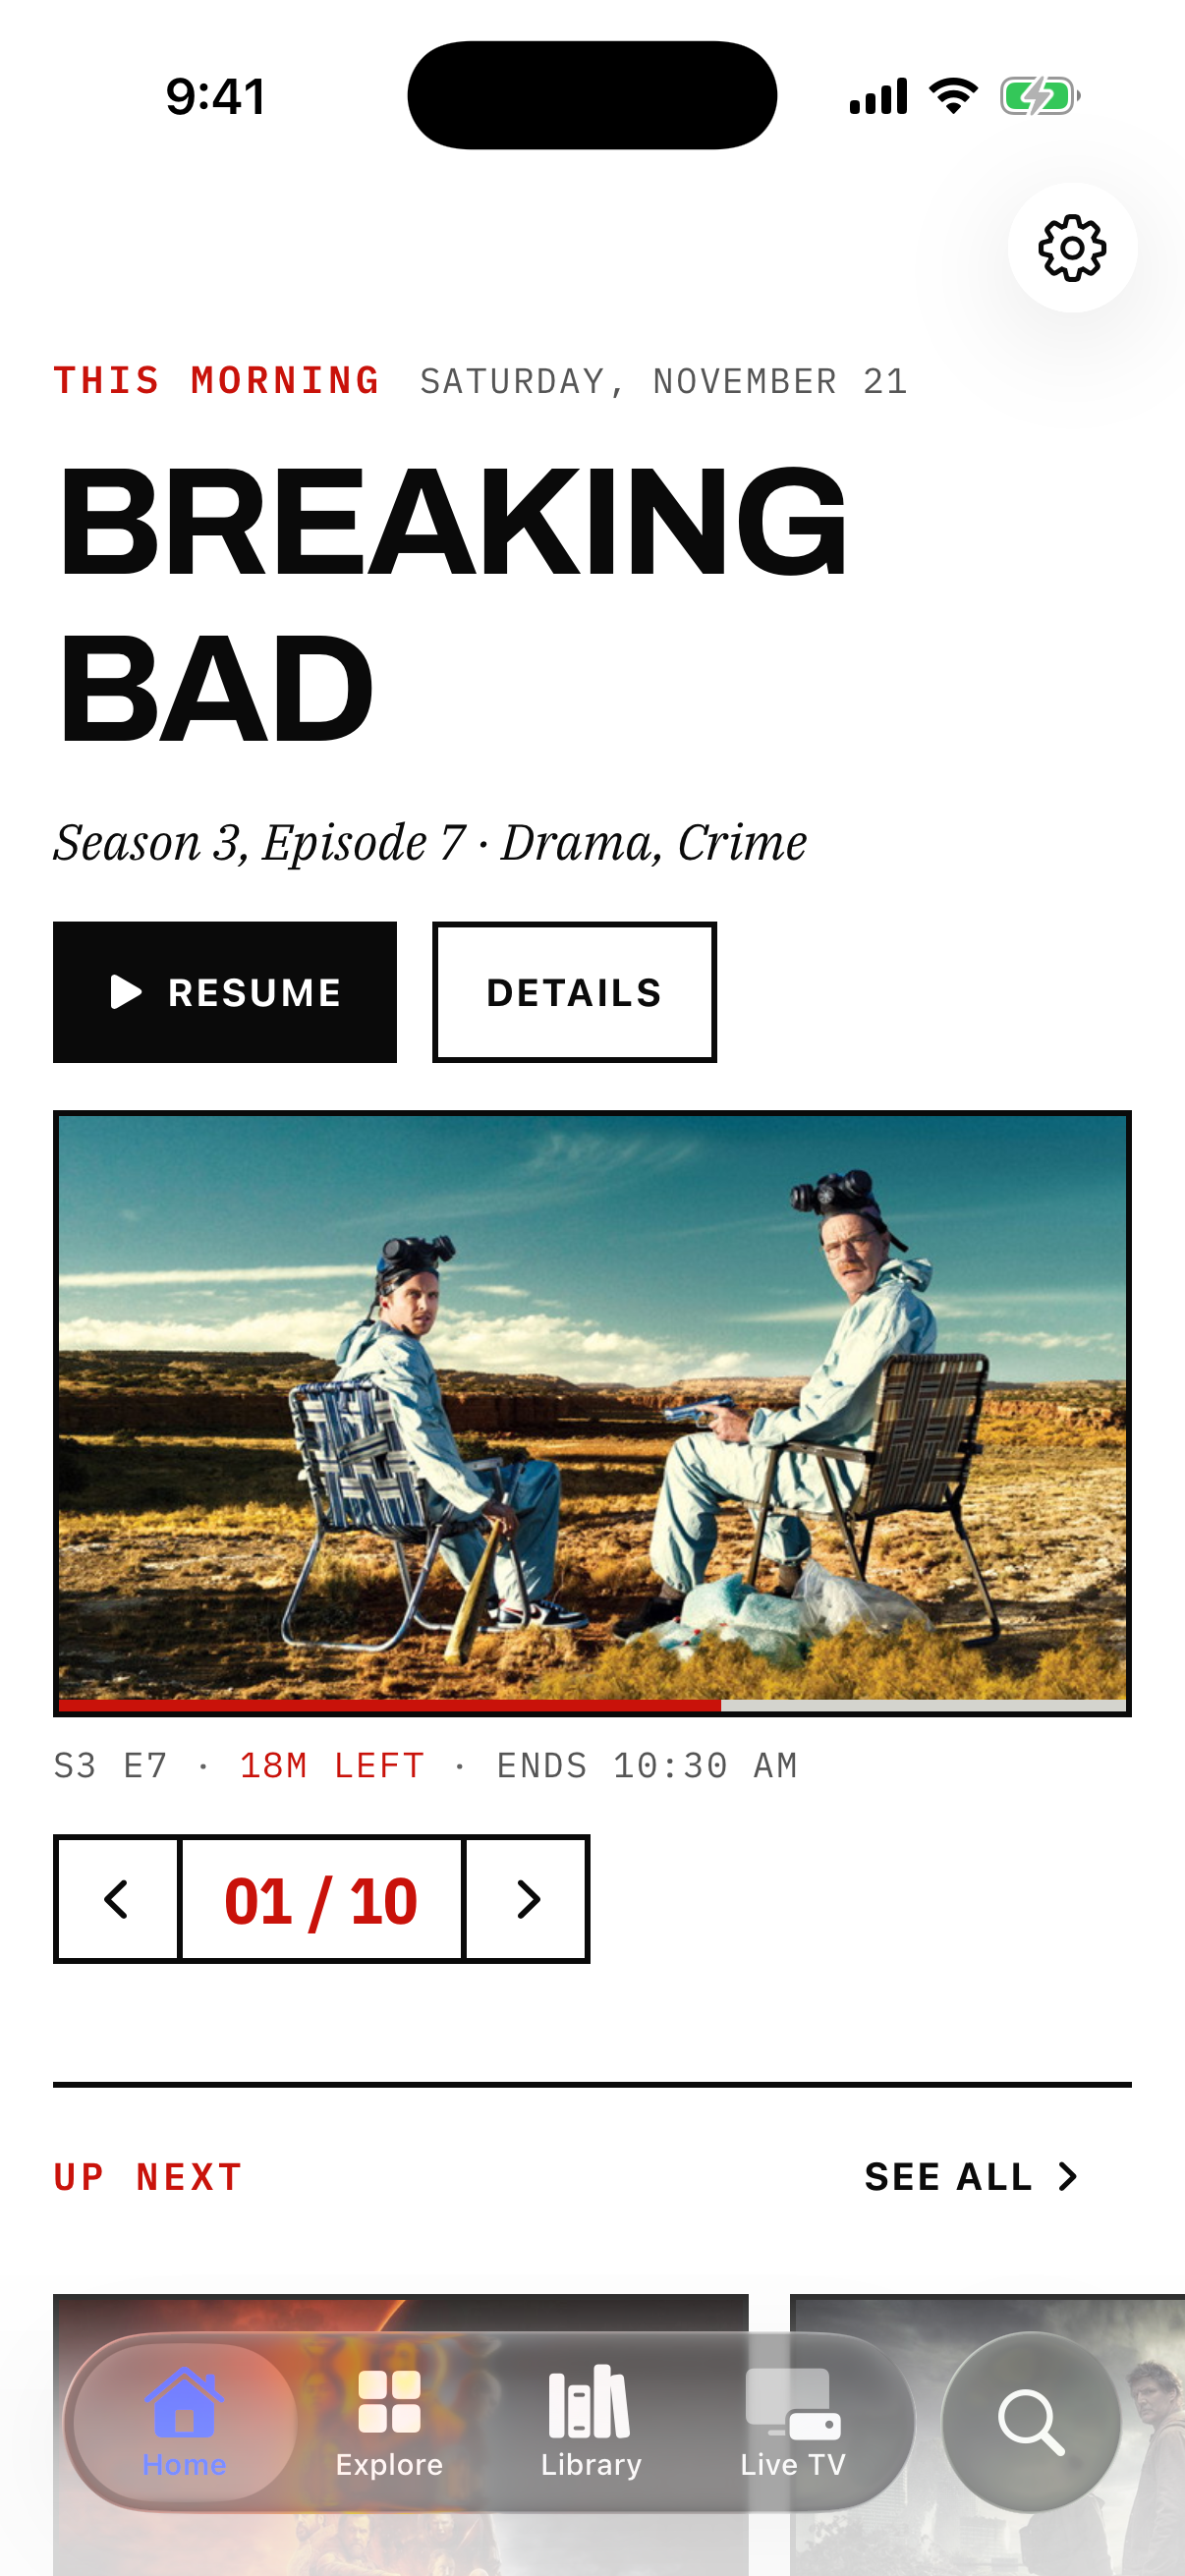 9:41
THIS MORNING SATURDAY, NOVEMBER 21
BREAKING
BAD
Season 3, Episode 7 · Drama, Crime
RESUME DETAILS
S3 E7 · 18M LEFT · ENDS 10:30 AM
01 / 10
UP NEXT SEE ALL
Home Explore Library Live TV